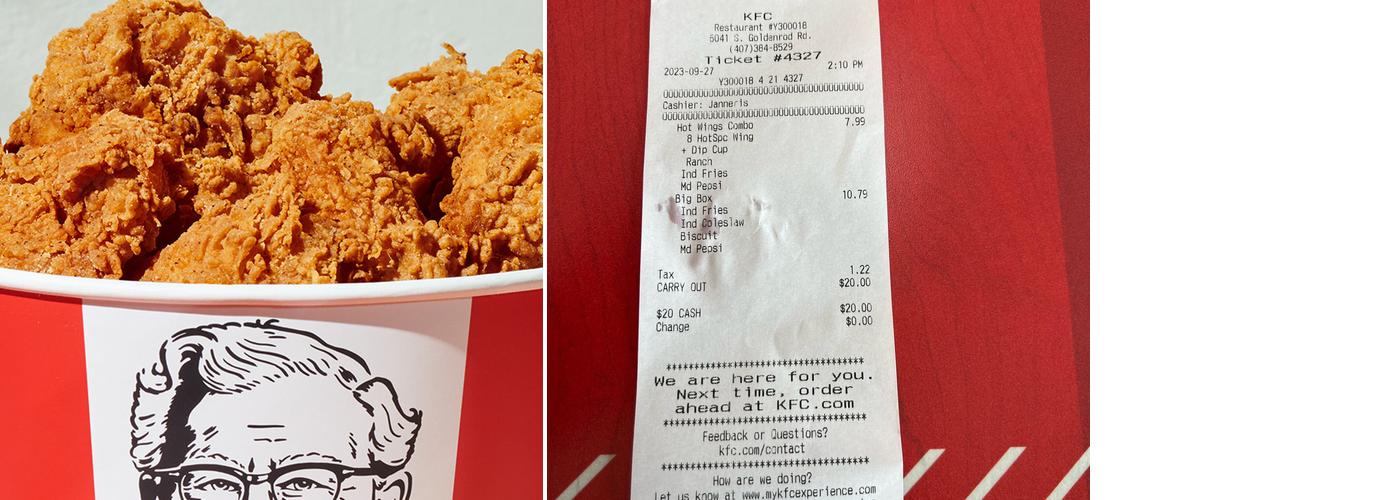 KFC
Restaurant #Y300018
5041 S. Goldenrod Rd.
(407)384-8529
Ticket #4327
2023-09-27 2:10 PM
Y300018 4 21 4327
Cashier: Janneris
Hot Wings Combo 7.99
8 HotSpc Wing
+ Dip Cup
Ranch
Ind Fries
Md Pepsi
Big Box 10.79
Ind Fries
Ind Coleslaw
Biscuit
Md Pepsi
Tax 1.22
CARRY OUT $20.00
$20 CASH $20.00
Change $0.00
**************************************
We are here for you.
Next time, order
ahead at KFC.com
**************************************
Feedback or Questions?
kfc.com/contact
**************************************
How are we doing?
Let us know at www.mykfcexperience.com